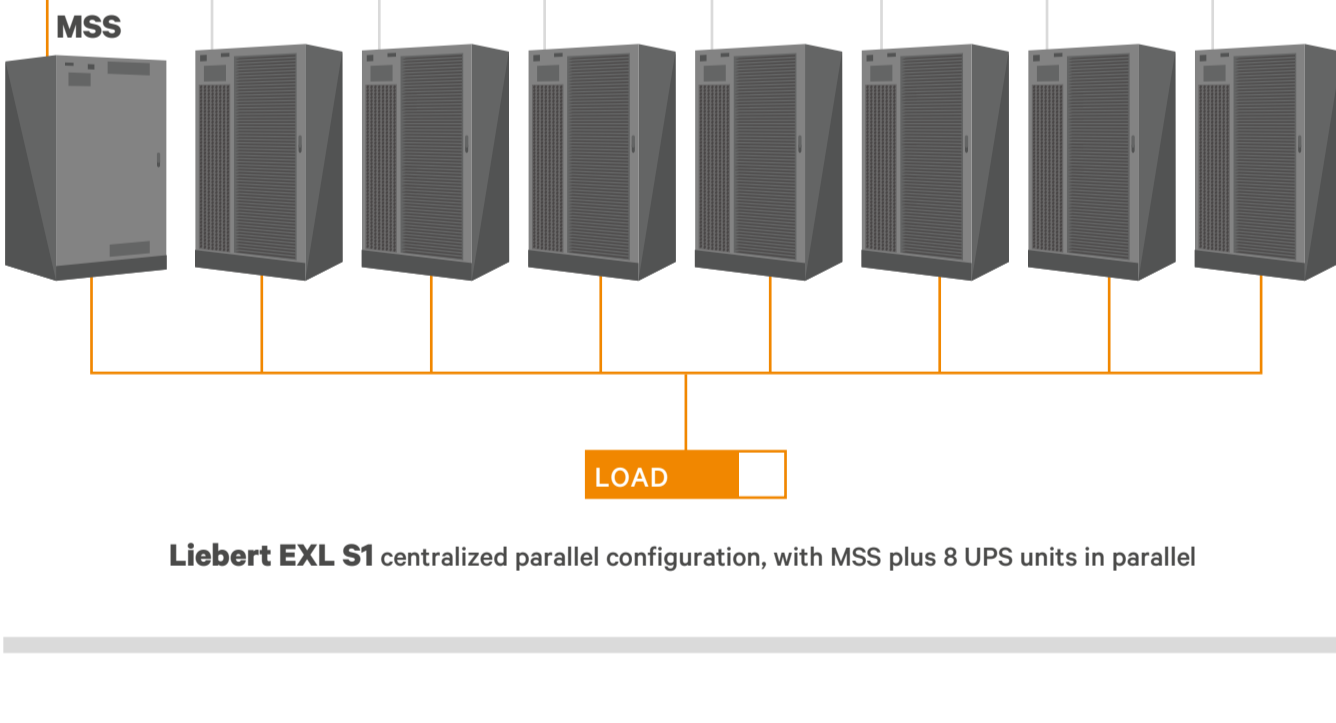 MSS
LOAD
Liebert EXL S1 centralized parallel configuration, with MSS plus 8 UPS units in parallel